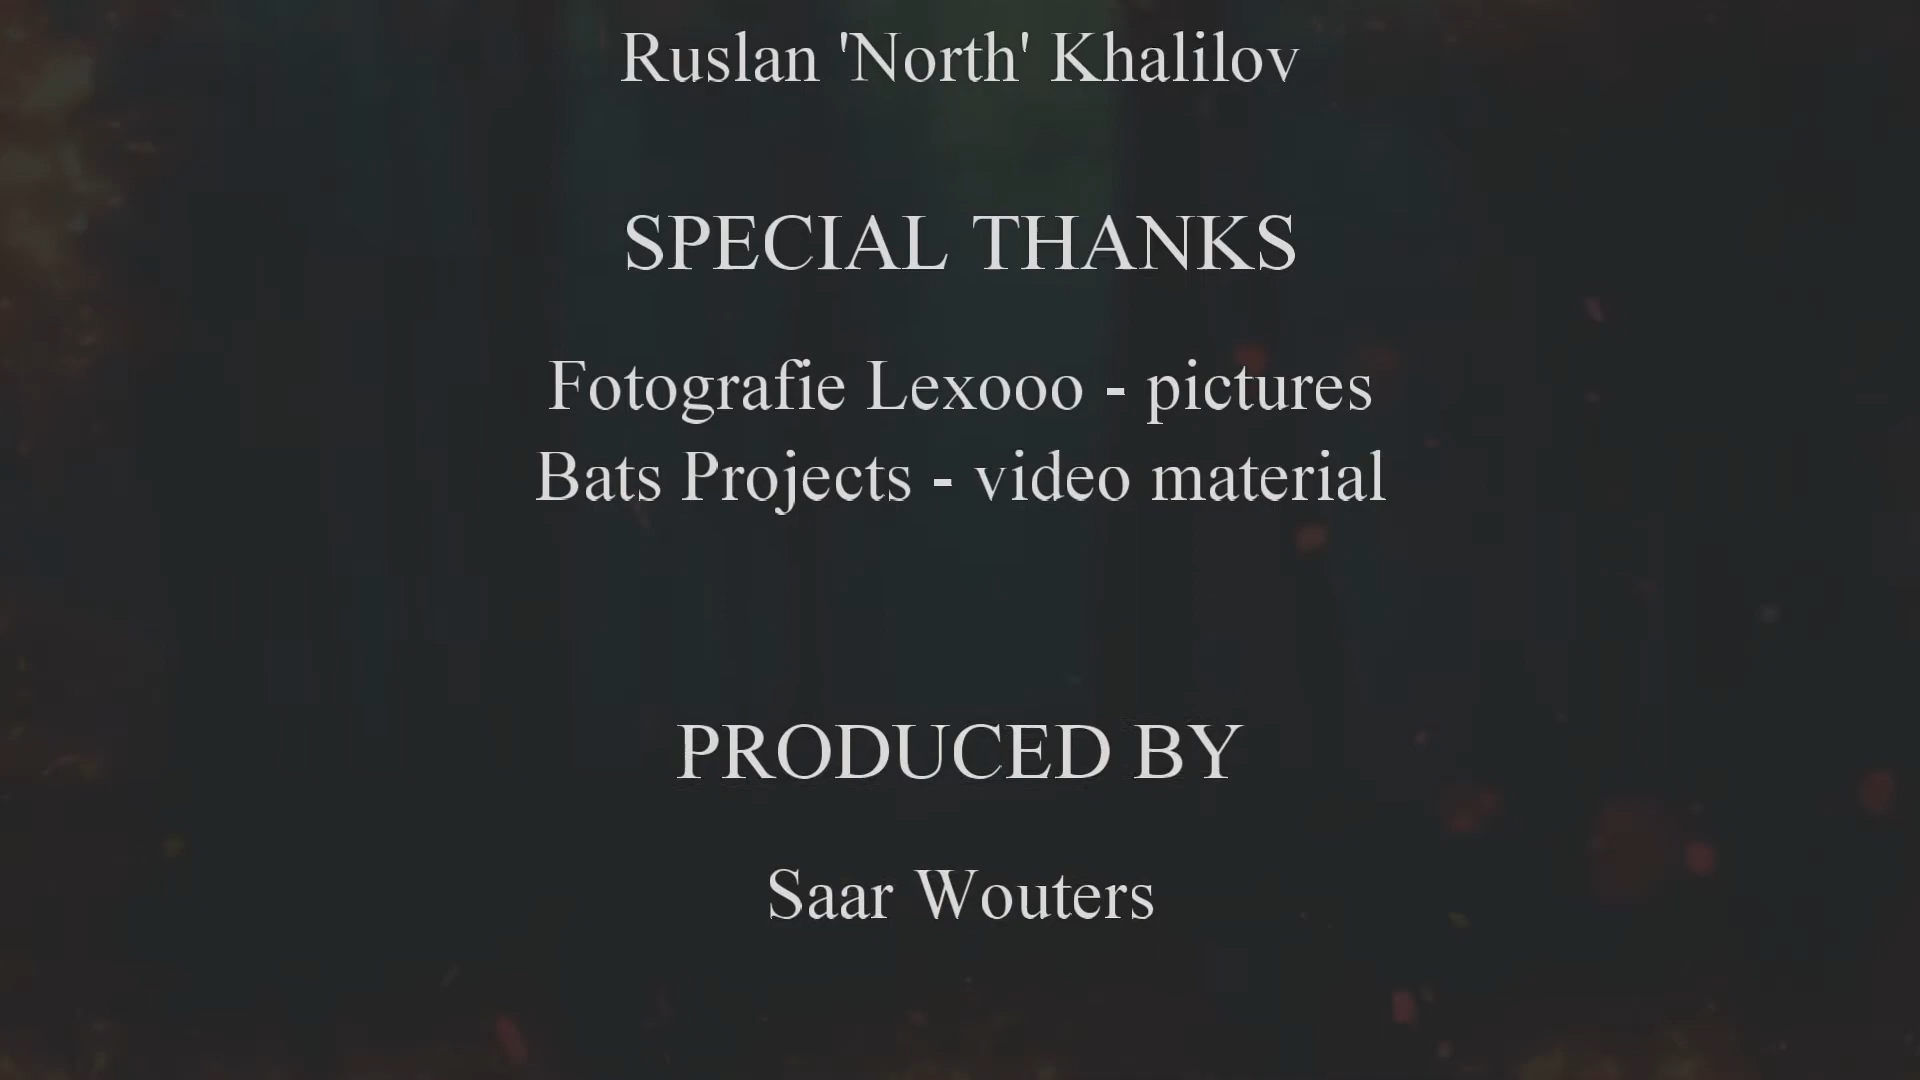 Ruslan 'North' Khalilov
SPECIAL THANKS
Fotografie Lexooo - pictures
Bats Projects - video material
PRODUCED BY
Saar Wouters